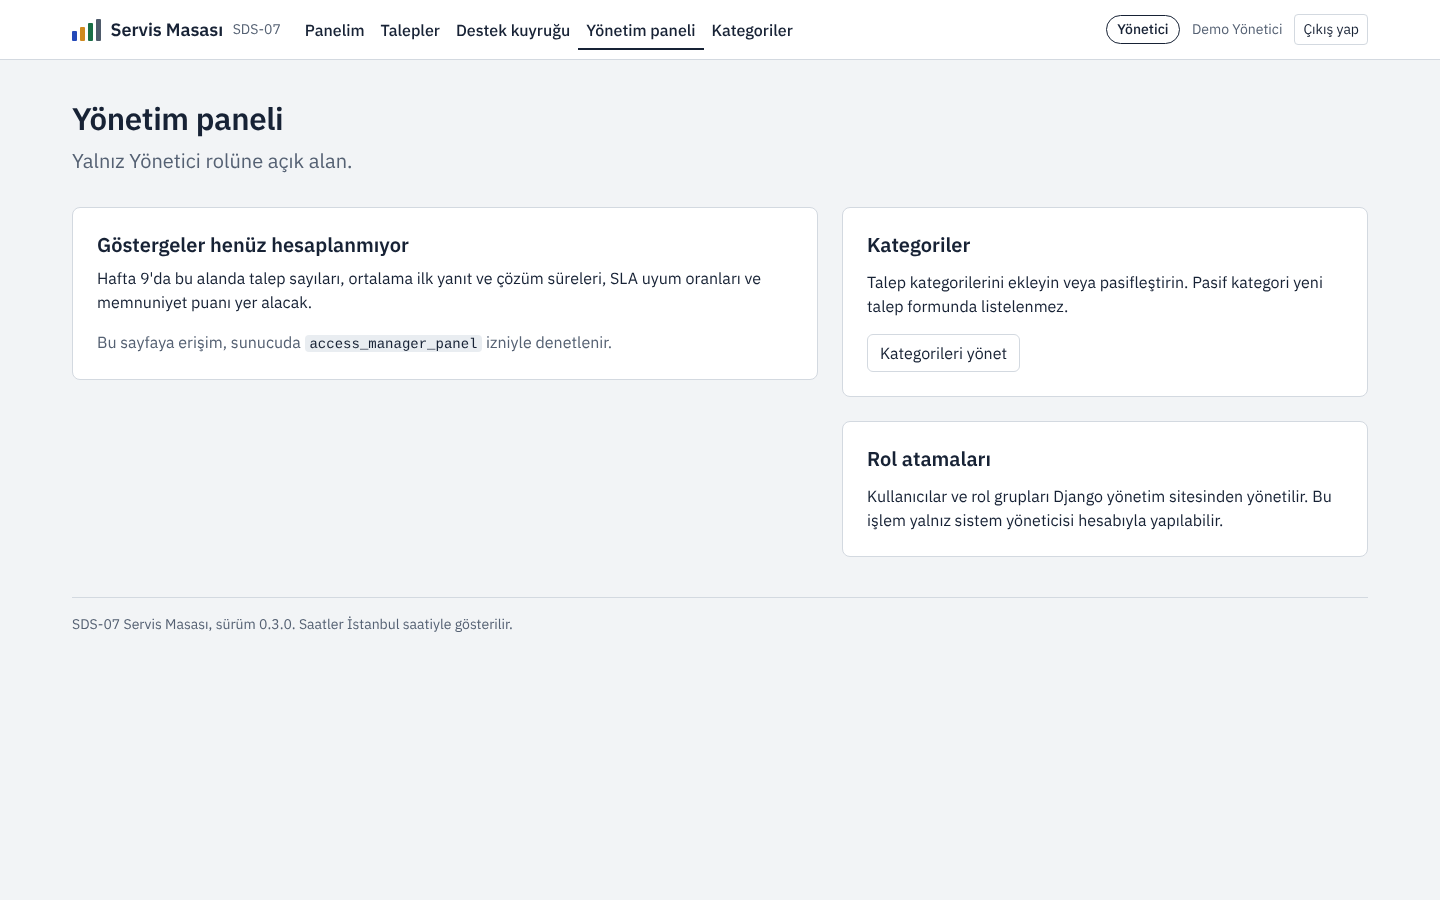 Servis Masası SDS-07 Panelim Talepler Destek kuyruğu Yönetim paneli Kategoriler Yönetici Demo Yönetici Çıkış yap
Yönetim paneli
Yalnız Yönetici rolüne açık alan.
Göstergeler henüz hesaplanmıyor
Hafta 9'da bu alanda talep sayıları, ortalama ilk yanıt ve çözüm süreleri, SLA uyum oranları ve
memnuniyet puanı yer alacak.
Bu sayfaya erişim, sunucuda access_manager_panel izniyle denetlenir.
Kategoriler
Talep kategorilerini ekleyin veya pasifleştirin. Pasif kategori yeni
talep formunda listelenmez.
Kategorileri yönet
Rol atamaları
Kullanıcılar ve rol grupları Django yönetim sitesinden yönetilir. Bu
işlem yalnız sistem yöneticisi hesabıyla yapılabilir.
SDS-07 Servis Masası, sürüm 0.3.0. Saatler İstanbul saatiyle gösterilir.